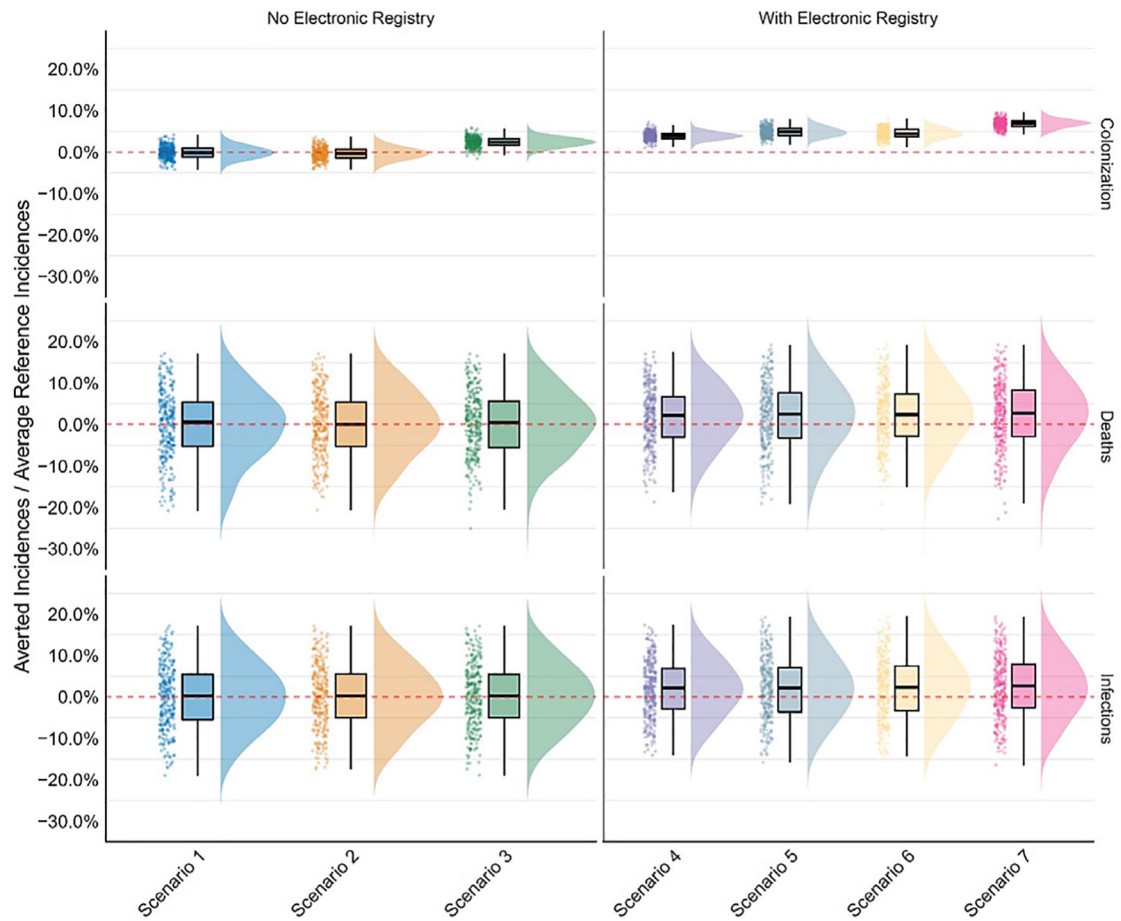 No Electronic Registry
With Electronic Registry
Averted Incidences / Average Reference Incidences
20.0%
10.0%
0.0%
−10.0%
−20.0%
−30.0%
Colonization
20.0%
10.0%
0.0%
−10.0%
−20.0%
−30.0%
Deaths
20.0%
10.0%
0.0%
−10.0%
−20.0%
−30.0%
Infections
Scenario 1
Scenario 2
Scenario 3
Scenario 4
Scenario 5
Scenario 6
Scenario 7